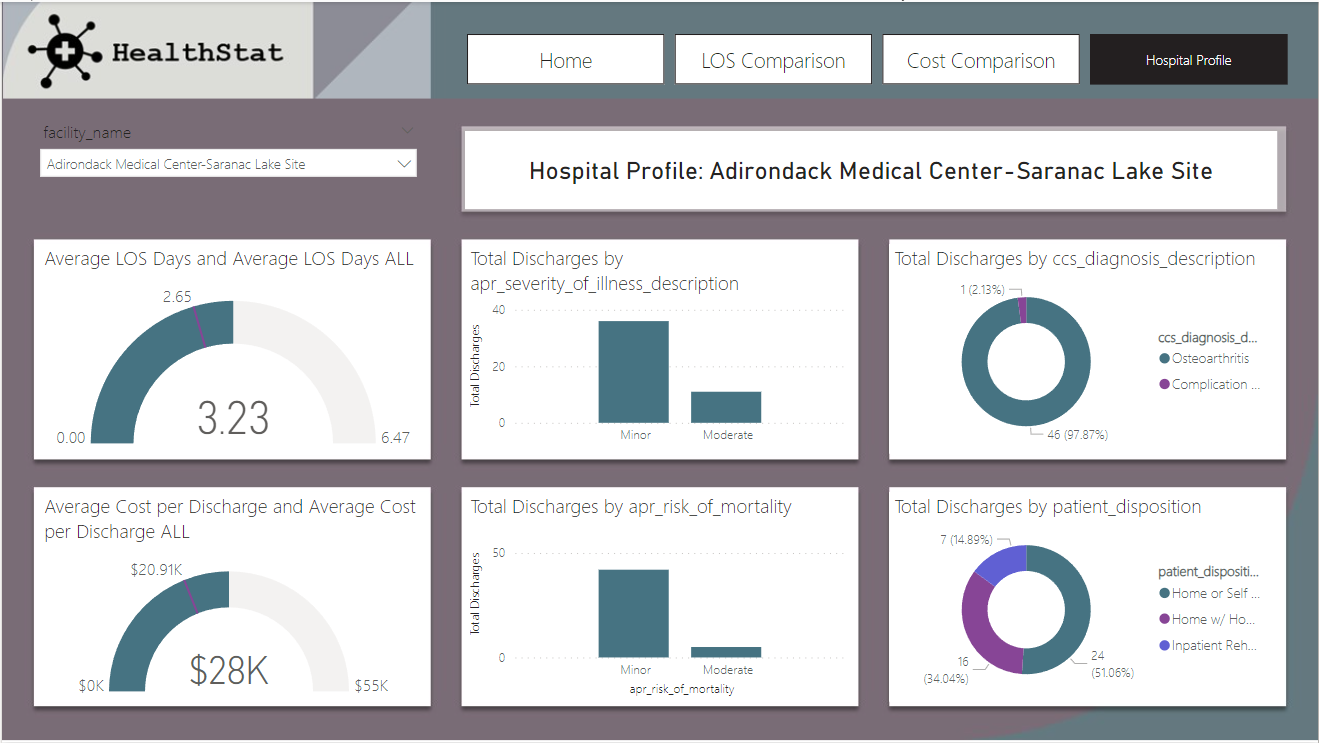 HealthStat
Home
LOS Comparison
Cost Comparison
Hospital Profile
facility_name
Adirondack Medical Center-Saranac Lake Site
Hospital Profile: Adirondack Medical Center-Saranac Lake Site
Average LOS Days and Average LOS Days ALL
2.65
3.23
0.00
6.47
Total Discharges by
apr_severity_of_illness_description
Total Discharges
40
20
0
Minor
Moderate
Total Discharges by ccs_diagnosis_description
1 (2.13%)
46 (97.87%)
ccs_diagnosis_d...
Osteoarthritis
Complication ...
Average Cost per Discharge and Average Cost
per Discharge ALL
$20.91K
$28K
$0K
$55K
Total Discharges by apr_risk_of_mortality
Total Discharges
50
0
Minor
Moderate
apr_risk_of_mortality
Total Discharges by patient_disposition
7 (14.89%)
16
(34.04%)
24
(51.06%)
patient_dispositi...
Home or Self ...
Home w/ Ho...
Inpatient Reh...